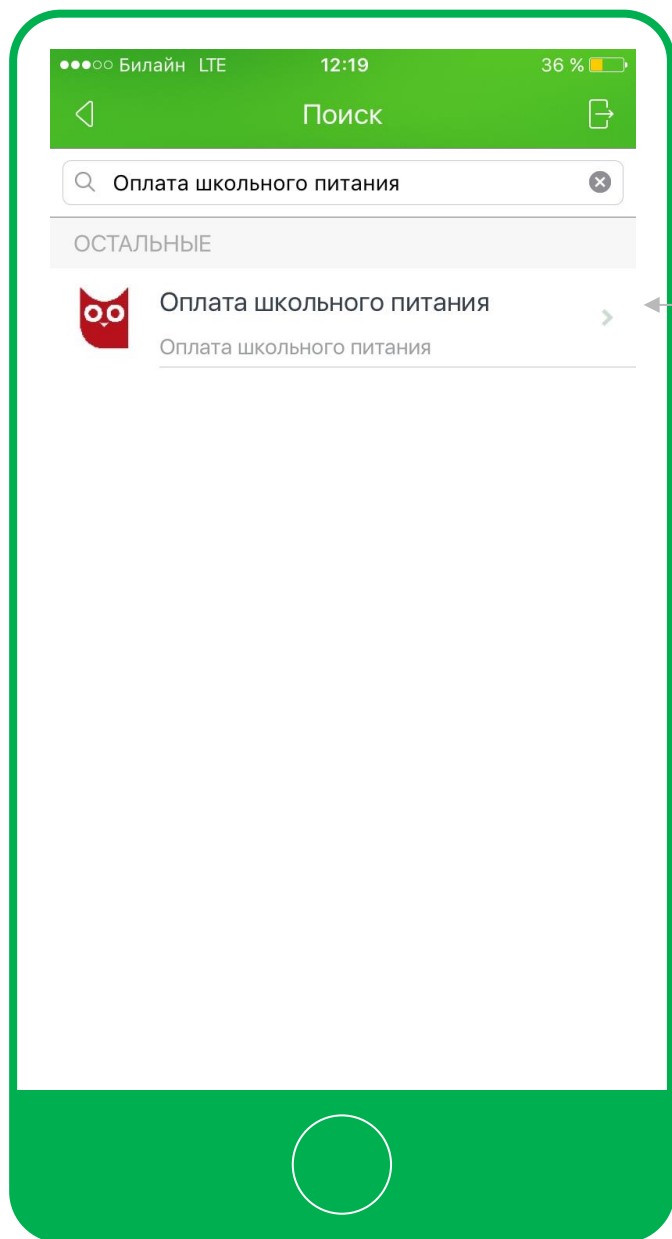 Билайн LTE 12:19 36 %
Поиск
Оплата школьного питания
ОСТАЛЬНЫЕ
Оплата школьного питания
Оплата школьного питания